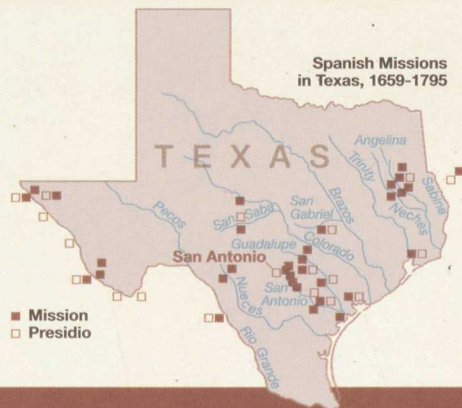 Spanish Missions
in Texas, 1659-1795
TEXAS
Angelina
Trinity
Neches
Sabine
Brazos
Pecos
San Saba
San
Gabriel
Colorado
Guadalupe
San Antonio
San
Antonio
Nueces
Rio Grande
Mission
Presidio